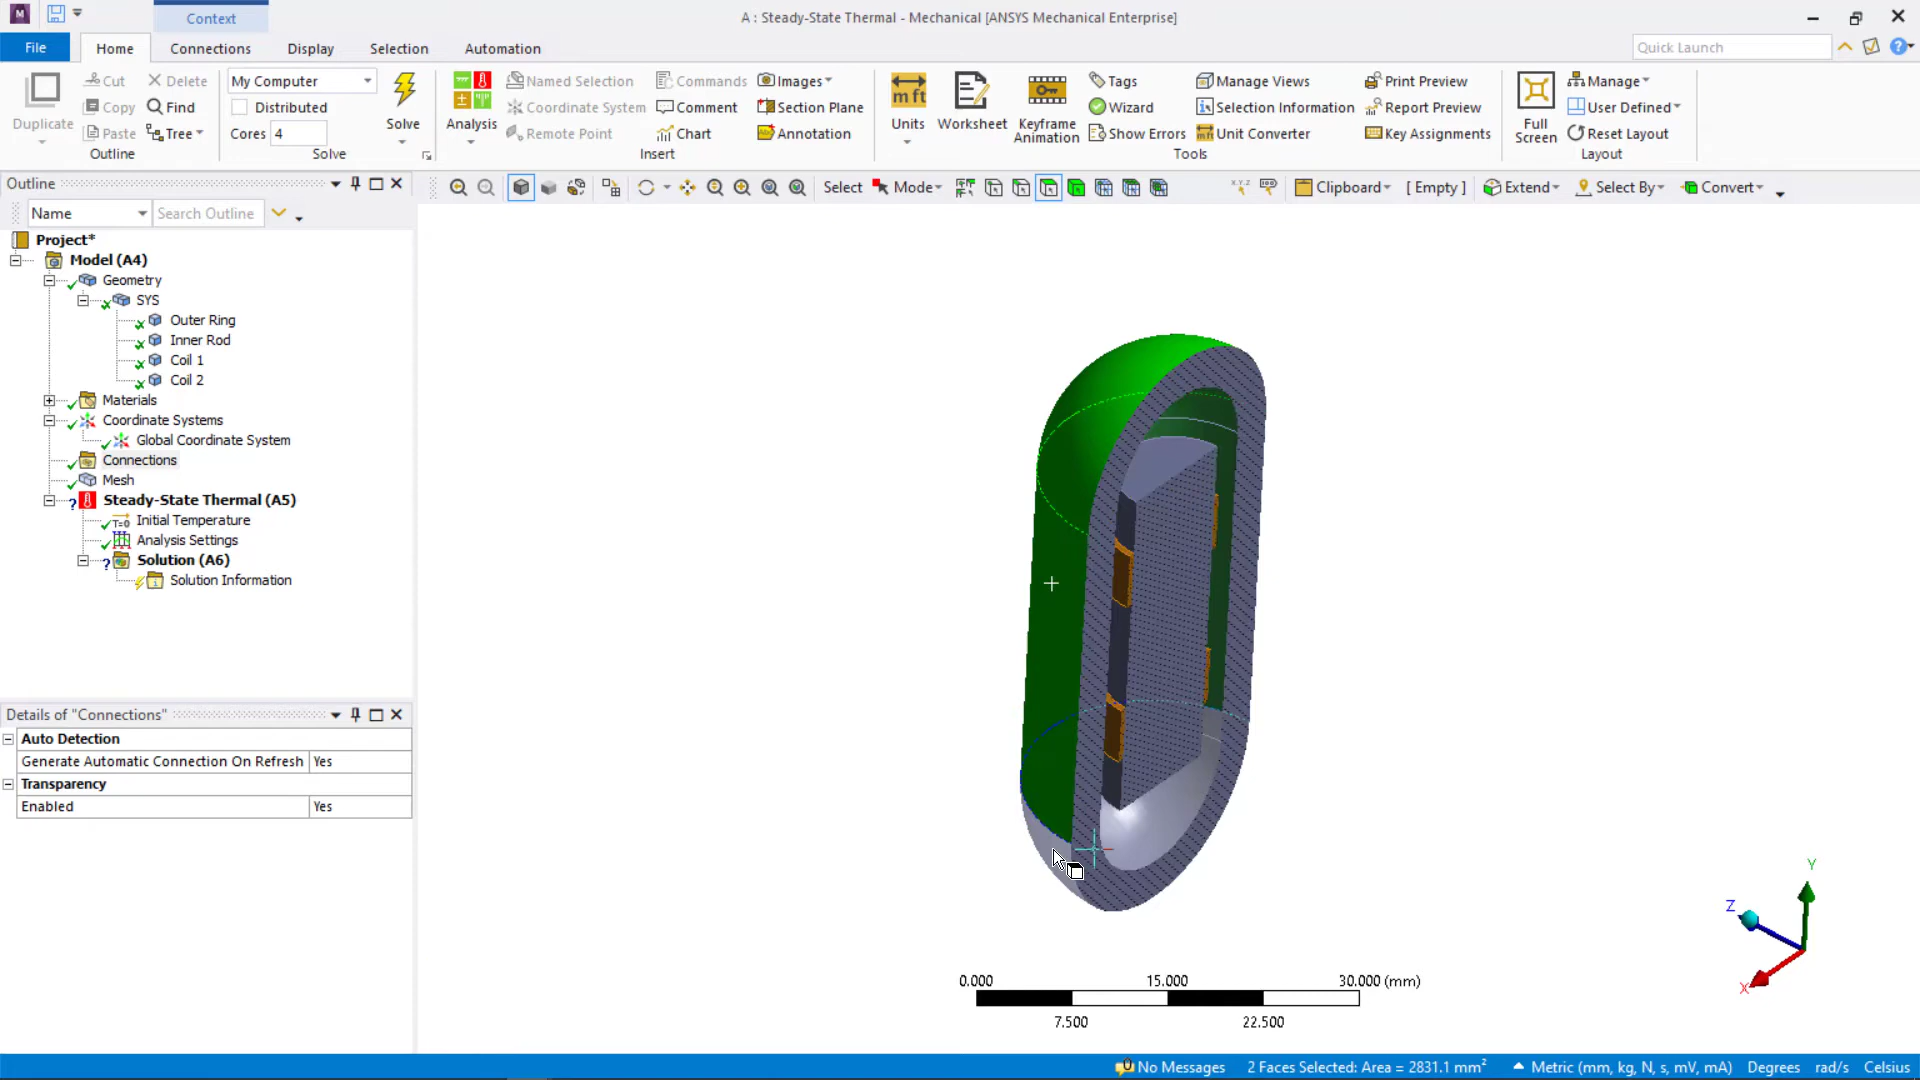 Context
A : Steady-State Thermal - Mechanical [ANSYS Mechanical Enterprise]
File Home Connections Display Selection Automation
Quick Launch
Duplicate
Cut
Delete
Copy
Find
Paste
Tree
Outline
My Computer
Distributed
Cores 4
Solve
Solve
Analysis
Named Selection
Coordinate System
Remote Point
Commands
Comment
Chart
Images
Section Plane
Annotation
Insert
m ft
Units
Worksheet
Keyframe
Animation
Tags
Wizard
Show Errors
Manage Views
Selection Information
Unit Converter
Print Preview
Report Preview
Key Assignments
Tools
Full
Screen
Manage
User Defined
Reset Layout
Layout
Outline
Name
Search Outline
Select Mode Clipboard [ Empty ] Extend Select By Convert
Project*
Model (A4)
Geometry
SYS
Outer Ring
Inner Rod
Coil 1
Coil 2
Materials
Coordinate Systems
Global Coordinate System
Connections
Mesh
Steady-State Thermal (A5)
T=0 Initial Temperature
Analysis Settings
Solution (A6)
Solution Information
Details of "Connections"
Auto Detection
Generate Automatic Connection On Refresh Yes
Transparency
Enabled Yes
Y
Z
X
0.000 15.000 30.000 (mm)
7.500 22.500
No Messages 2 Faces Selected: Area = 2831.1 mm² Metric (mm, kg, N, s, mV, mA) Degrees rad/s Celsius